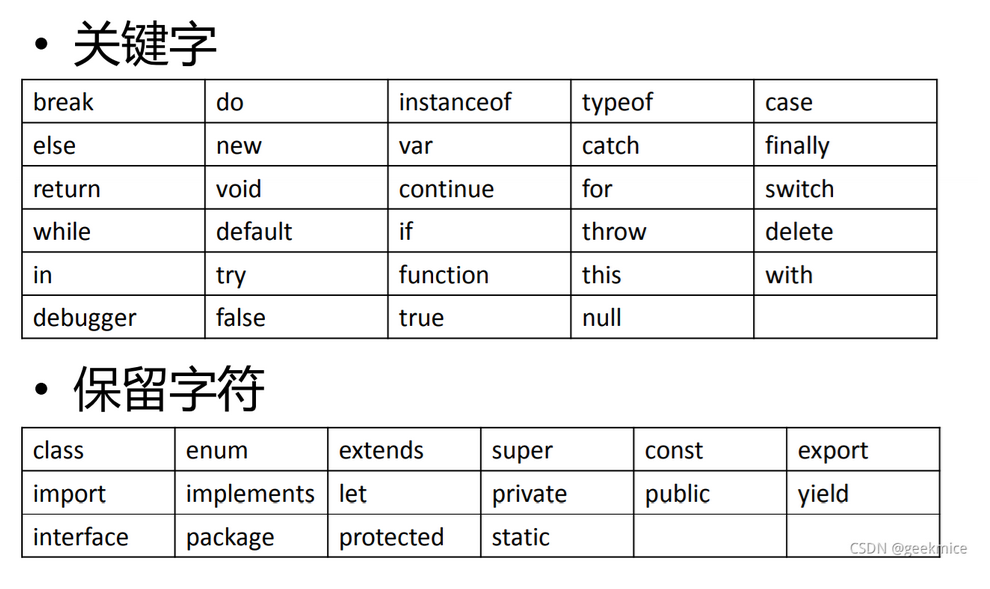 • 关键字
break do instanceof typeof case
else new var catch finally
return void continue for switch
while default if throw delete
in try function this with
debugger false true null
• 保留字符
class enum extends super const export
import implements let private public yield
interface package protected static
CSDN @geekmice